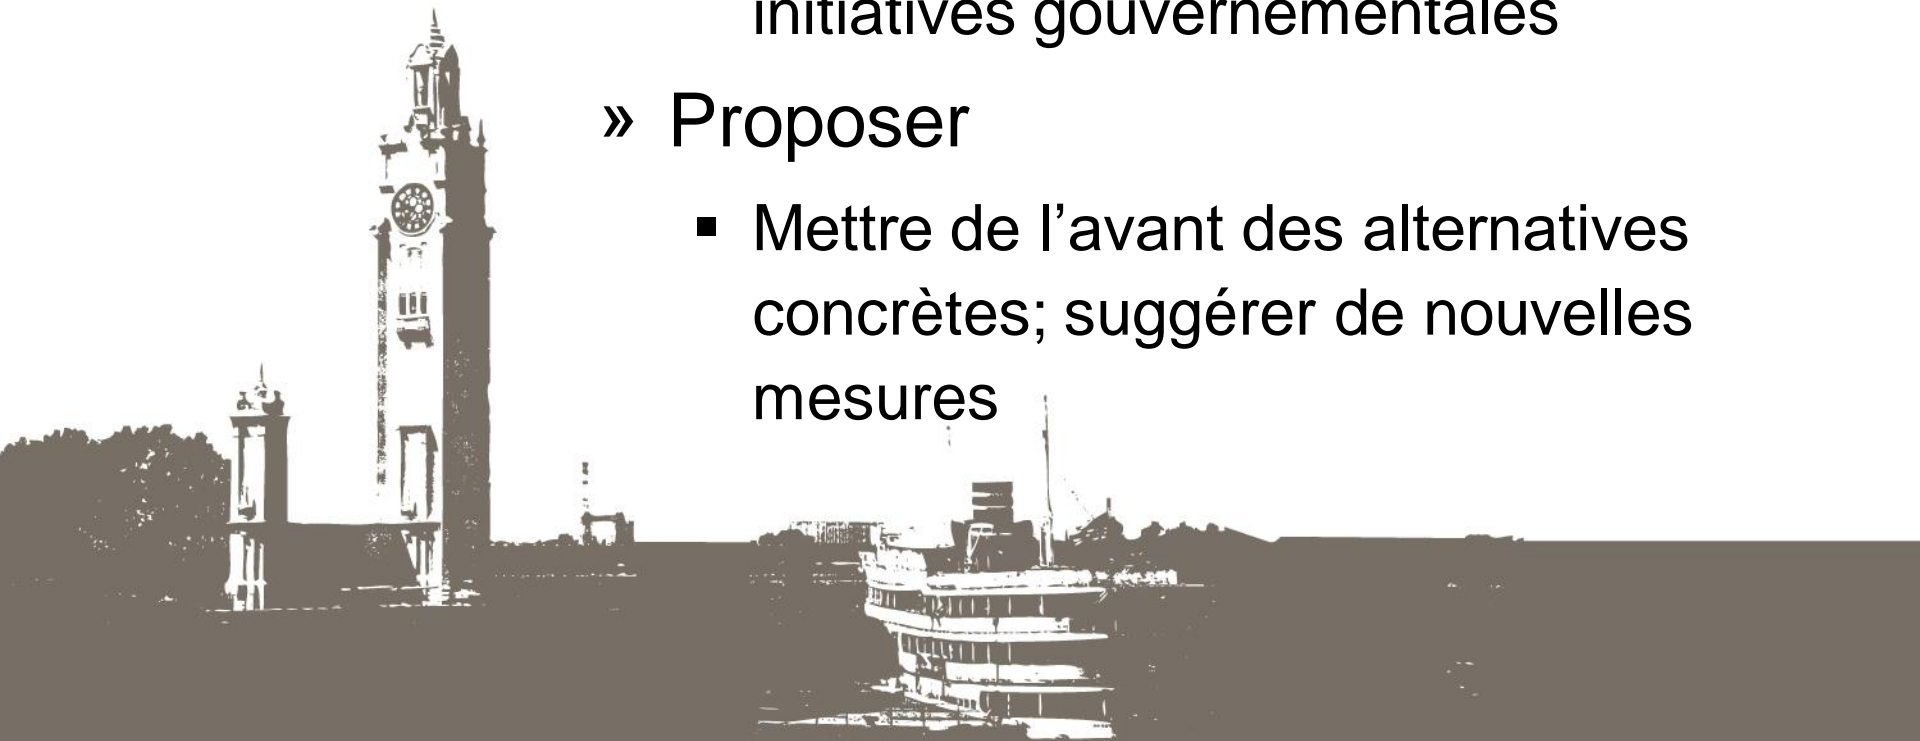 initiatives gouvernementales
» Proposer
▪ Mettre de l’avant des alternatives
concrètes; suggérer de nouvelles
mesures